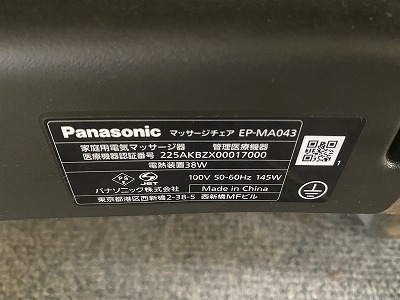 Panasonic マッサージチェア EP-MA043
家庭用電気マッサージ器 管理医療機器
医療機器認証番号 225AKBZX00017000
電熱装置38W
PS E JET 100V 50-60Hz 145W
パナソニック株式会社 Made in China
東京都港区西新橋2-38-5 西新橋MFビル
1